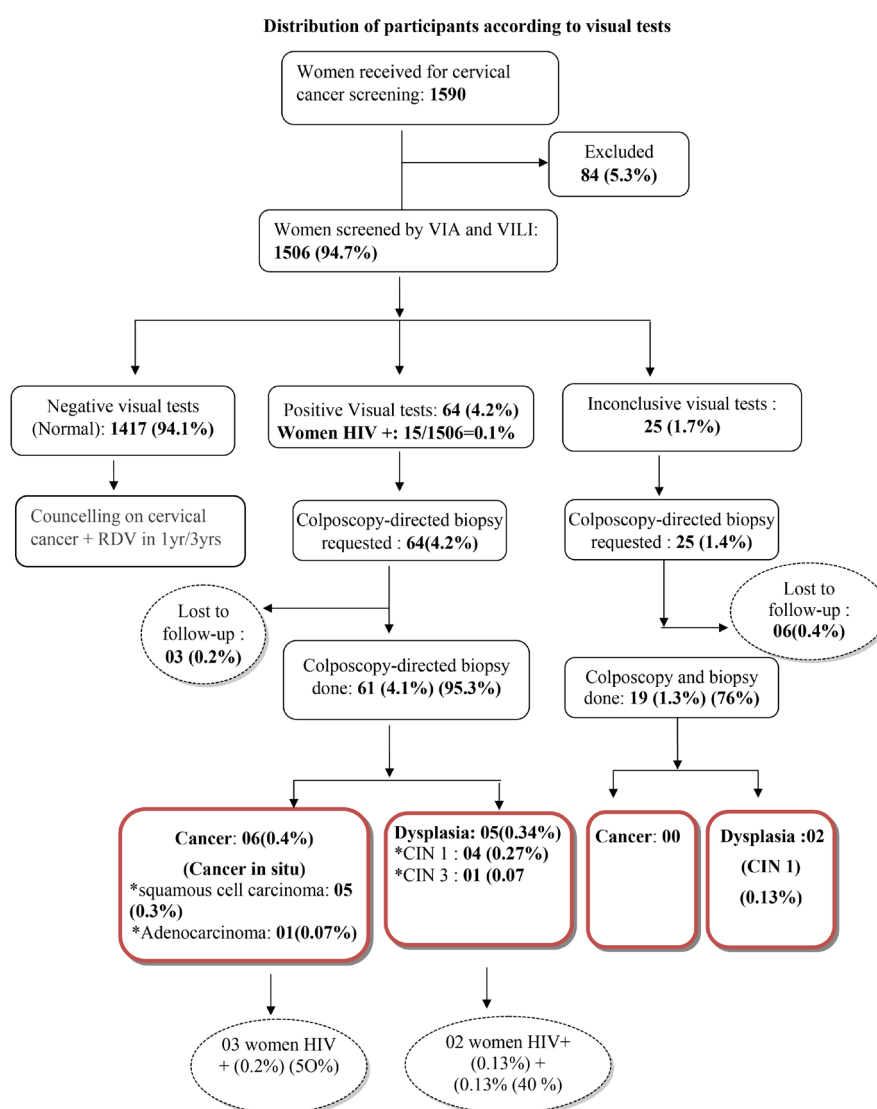 Distribution of participants according to visual tests
Women received for cervical
cancer screening: 1590
Excluded
84 (5.3%)
Women screened by VIA and VILI:
1506 (94.7%)
Negative visual tests
(Normal): 1417 (94.1%)
Positive Visual tests: 64 (4.2%)
Women HIV +: 15/1506=0.1%
Inconclusive visual tests :
25 (1.7%)
Councelling on cervical
cancer + RDV in 1yr/3yrs
Colposcopy-directed biopsy
requested : 64(4.2%)
Colposcopy-directed biopsy
requested : 25 (1.4%)
Lost to
follow-up :
03 (0.2%)
Lost to
follow-up :
06(0.4%)
Colposcopy-directed biopsy
done: 61 (4.1%) (95.3%)
Colposcopy and biopsy
done: 19 (1.3%) (76%)
Cancer: 06(0.4%)
(Cancer in situ)
*squamous cell carcinoma: 05
(0.3%)
*Adenocarcinoma: 01(0.07%)
Dysplasia: 05(0.34%)
*CIN 1 : 04 (0.27%)
*CIN 3 : 01 (0.07
Cancer: 00
Dysplasia :02
(CIN 1)
(0.13%)
03 women HIV
+ (0.2%) (5O%)
02 women HIV+
(0.13%) +
(0.13% (40 %)